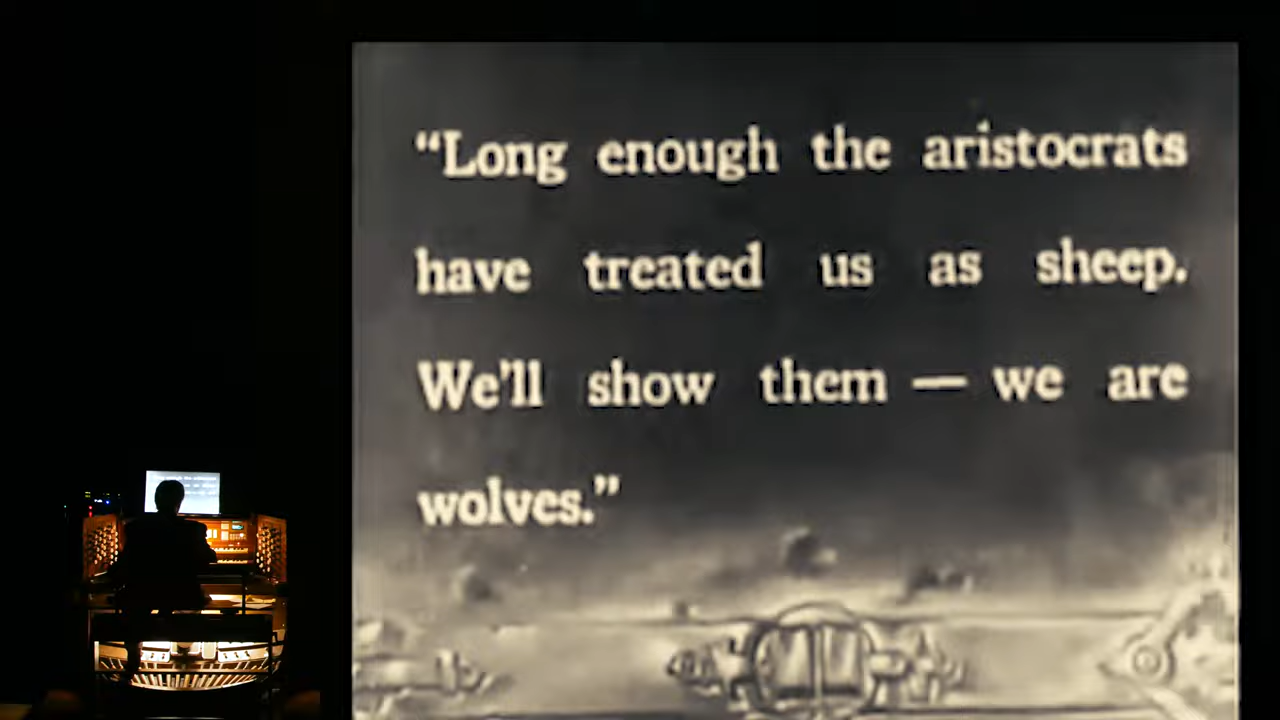 “Long enough the aristocrats
have treated us as sheep.
We'll show them — we are
wolves.”